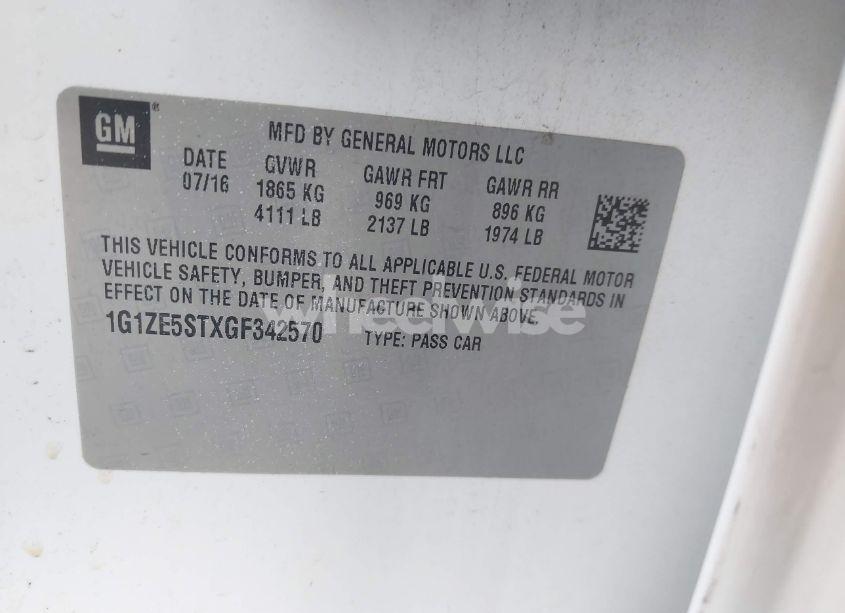 GM ®
MFD BY GENERAL MOTORS LLC
DATE GVWR GAWR FRT GAWR RR
07/16 1865 KG 969 KG 896 KG
4111 LB 2137 LB 1974 LB
THIS VEHICLE CONFORMS TO ALL APPLICABLE U.S. FEDERAL MOTOR
VEHICLE SAFETY, BUMPER, AND THEFT PREVENTION STANDARDS IN
EFFECT ON THE DATE OF MANUFACTURE SHOWN ABOVE.
1G1ZE5STXGF342570 TYPE: PASS CAR
wheelwise